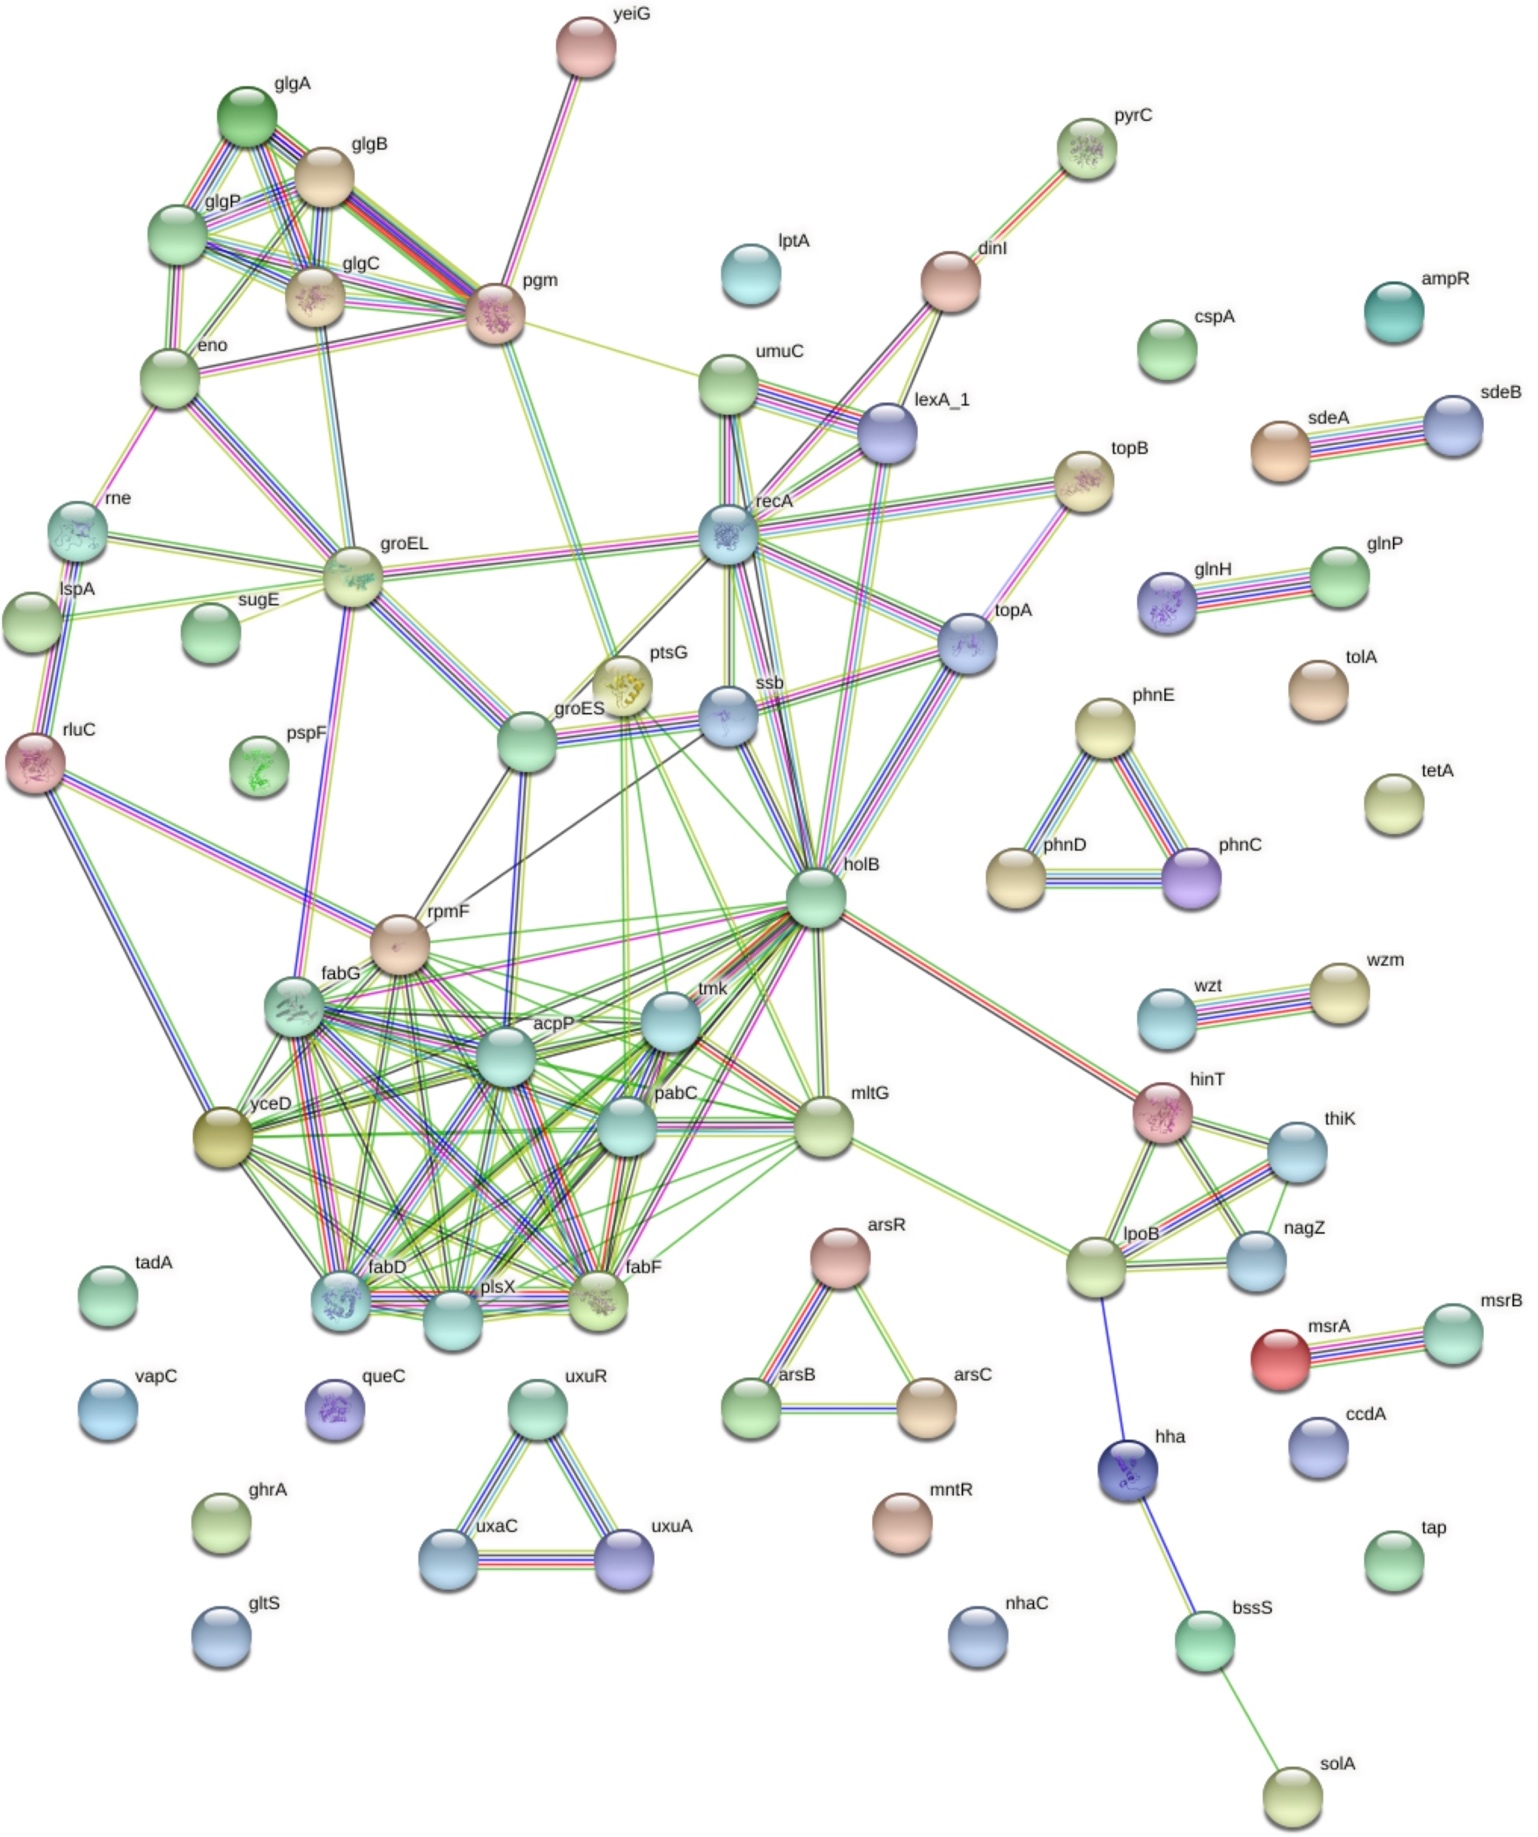 yeiG
glgA
pyrC
glgB
glgP
lptA
dinI
glgC
pgm
ampR
cspA
eno
umuC
sdeB
lexA_1
sdeA
topB
rne
recA
groEL
glnP
glnH
lspA
sugE
topA
ptsG
tolA
ssb
phnE
groES
rluC
pspF
tetA
phnD
phnC
holB
rpmF
wzm
fabG
wzt
tmk
acpP
hinT
pabC
mltG
yceD
thiK
arsR
nagZ
lpoB
tadA
fabD
fabF
plsX
msrB
msrA
vapC
queC
uxuR
arsB
arsC
ccdA
hha
ghrA
mntR
uxaC
uxuA
tap
gltS
nhaC
bssS
solA